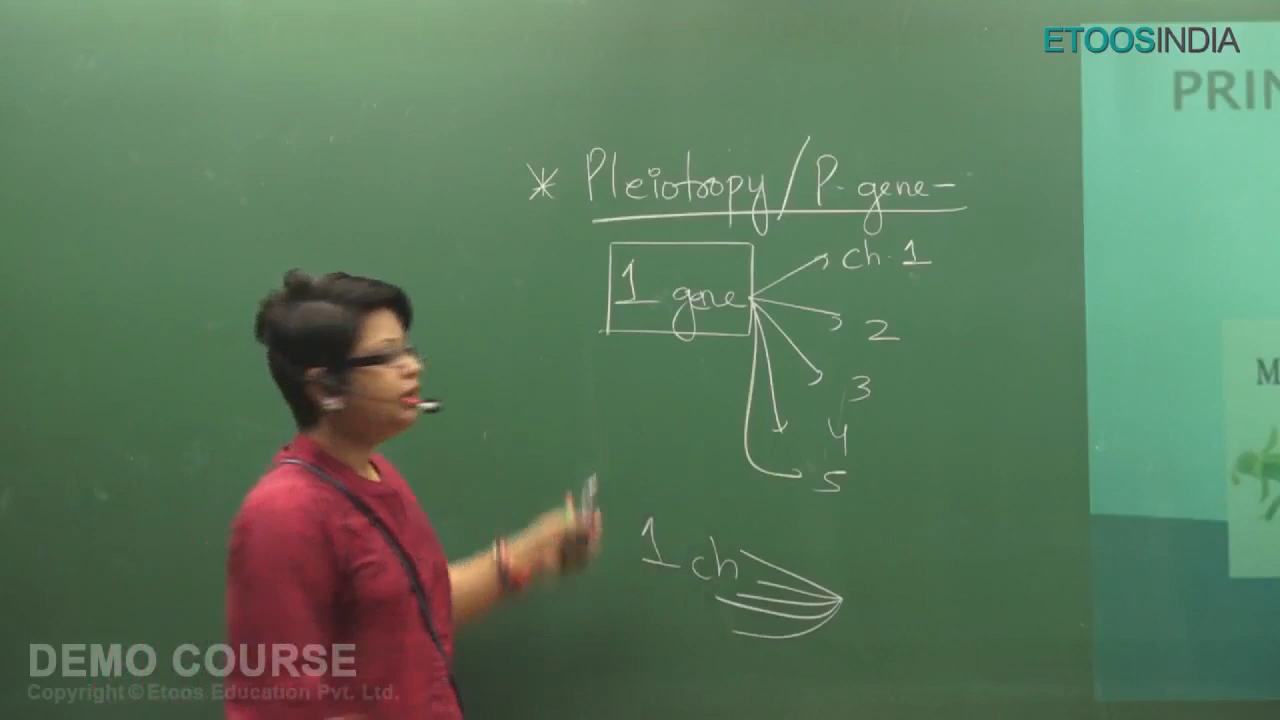 ETOOSINDIA
PRIN
* Pleiotropy / P. gene -
1 gene
ch. 1
2
3
4
5
1 ch
M
DEMO COURSE
Copyright © Etoos Education Pvt. Ltd.